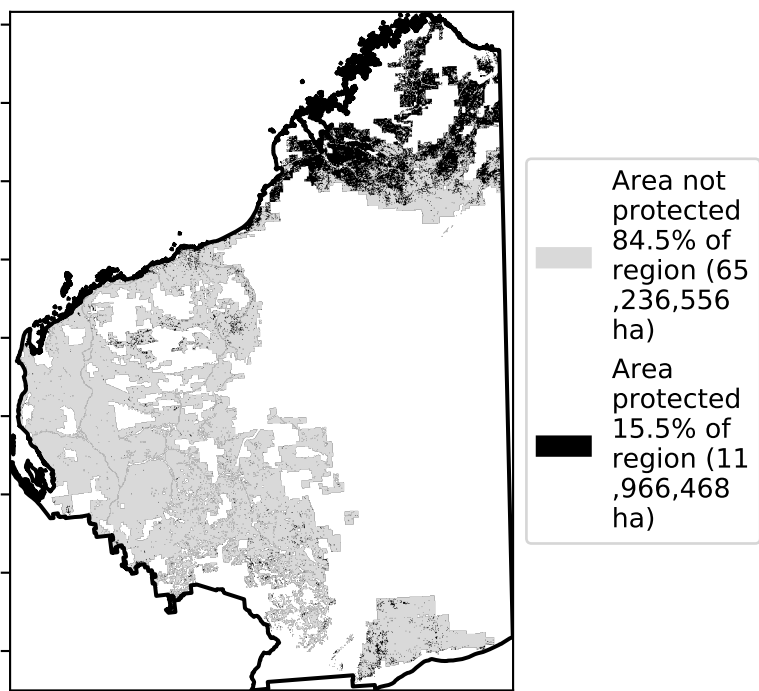 Area not
protected
84.5% of
region (65
,236,556
ha)
Area
protected
15.5% of
region (11
,966,468
ha)